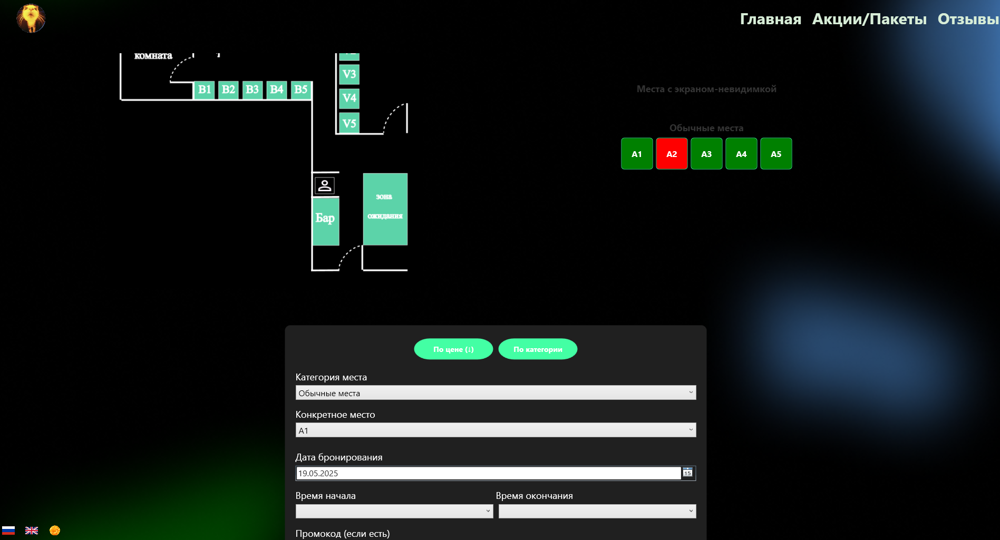 Главная Акции/Пакеты Отзывы
комната
V3
B1 B2 B3 B4 B5
V4
V5
Места с экраном-невидимкой
Обычные места
A1 A2 A3 A4 A5
зона
ожидания
Бар
По цене (↓) По категории
Категория места
Обычные места
Конкретное место
A1
Дата бронирования
19.05.2025
15
Время начала Время окончания
Промокод (если есть)